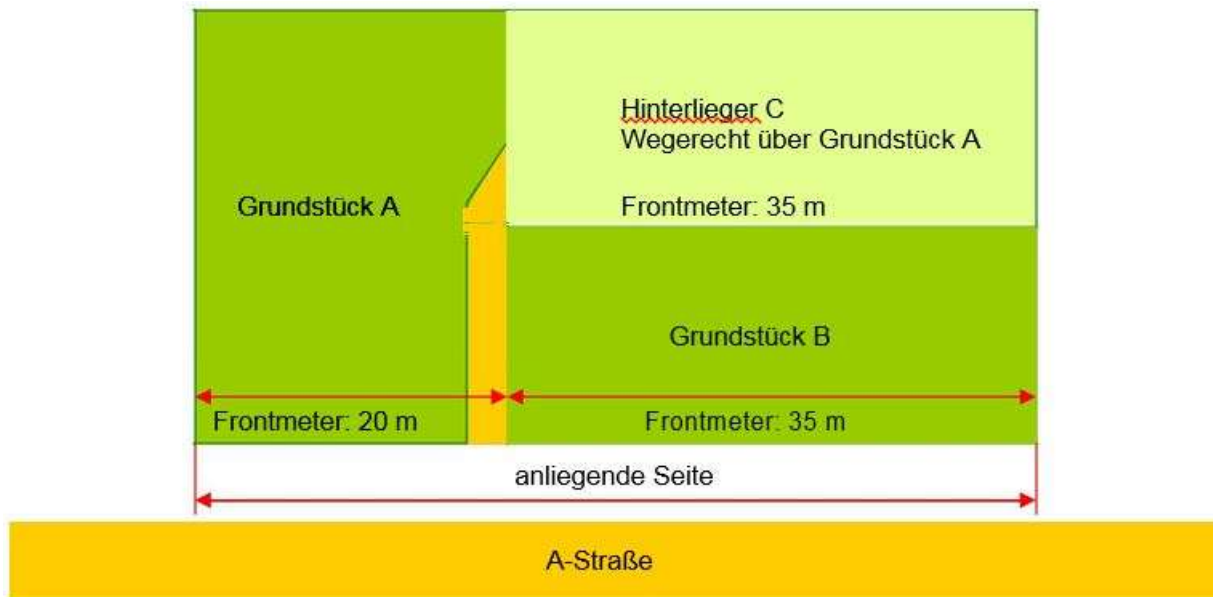 Hinterlieger C
Wegerecht über Grundstück A
Grundstück A
Frontmeter: 35 m
Grundstück B
Frontmeter: 20 m
Frontmeter: 35 m
anliegende Seite
A-Straße